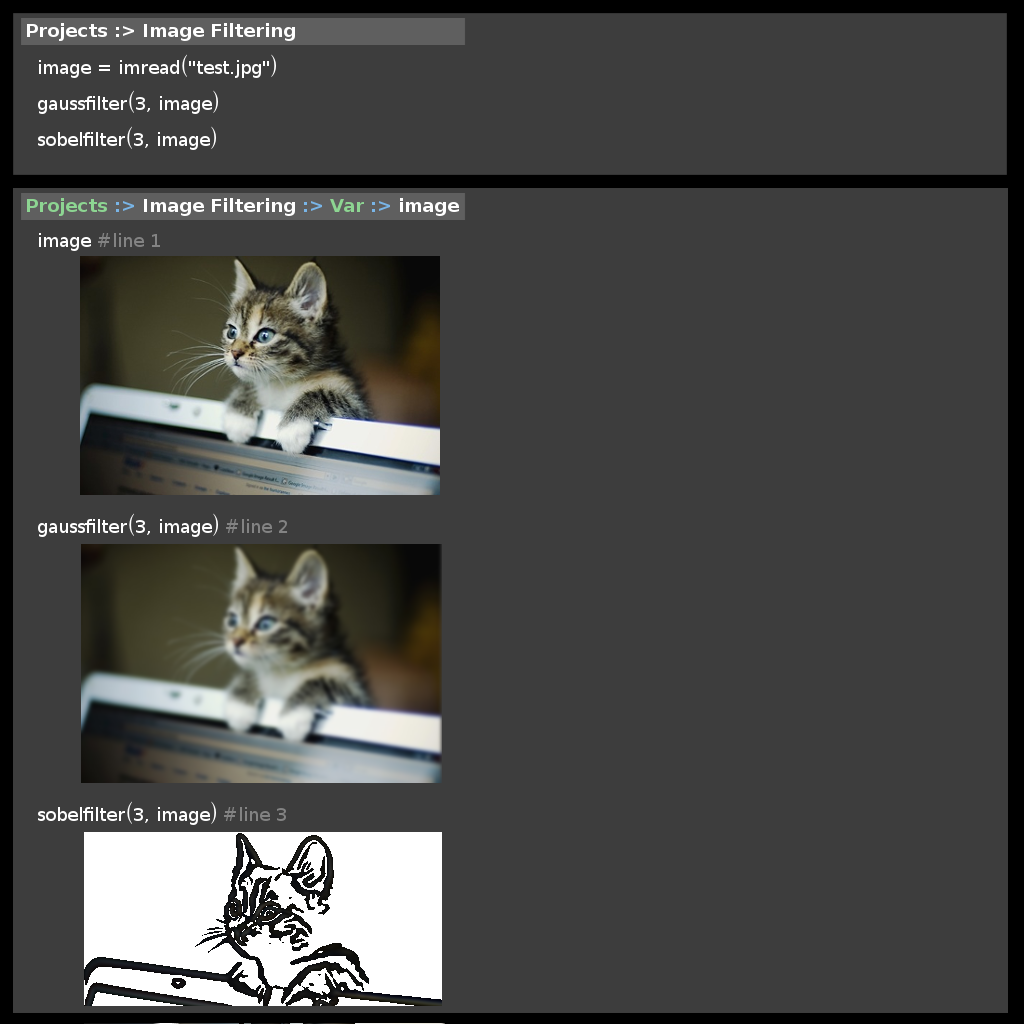 Projects :> Image Filtering
image = imread("test.jpg")
gaussfilter(3, image)
sobelfilter(3, image)
Projects :> Image Filtering :> Var :> image
image #line 1
gaussfilter(3, image) #line 2
sobelfilter(3, image) #line 3